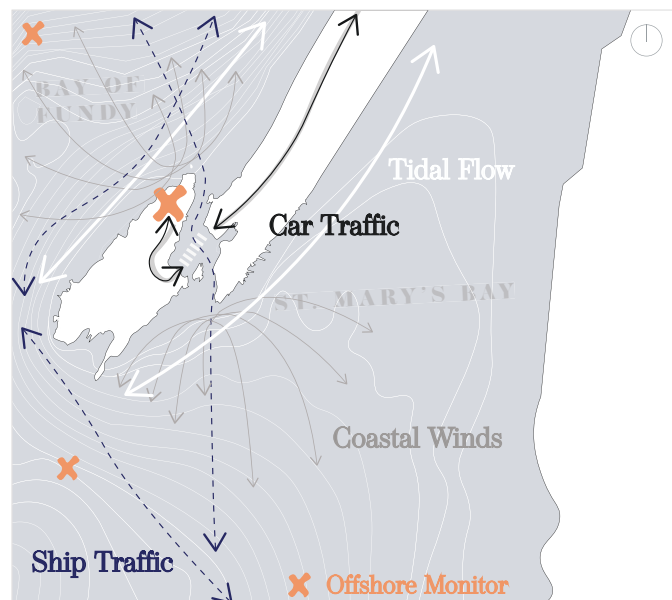 BAY OF
FUNDY
Tidal Flow
Car Traffic
ST. MARY'S BAY
Coastal Winds
Ship Traffic
Offshore Monitor